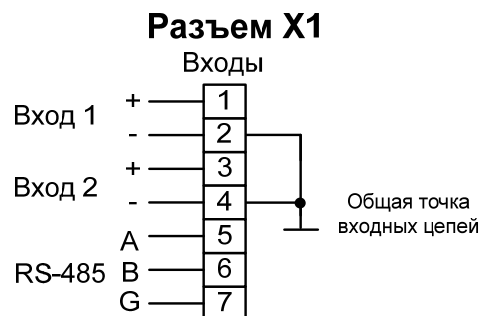 Разъем X1
Входы
Вход 1 + 1
- 2
Вход 2 + 3
- 4
Общая точка
входных цепей
A 5
RS-485 B 6
G 7